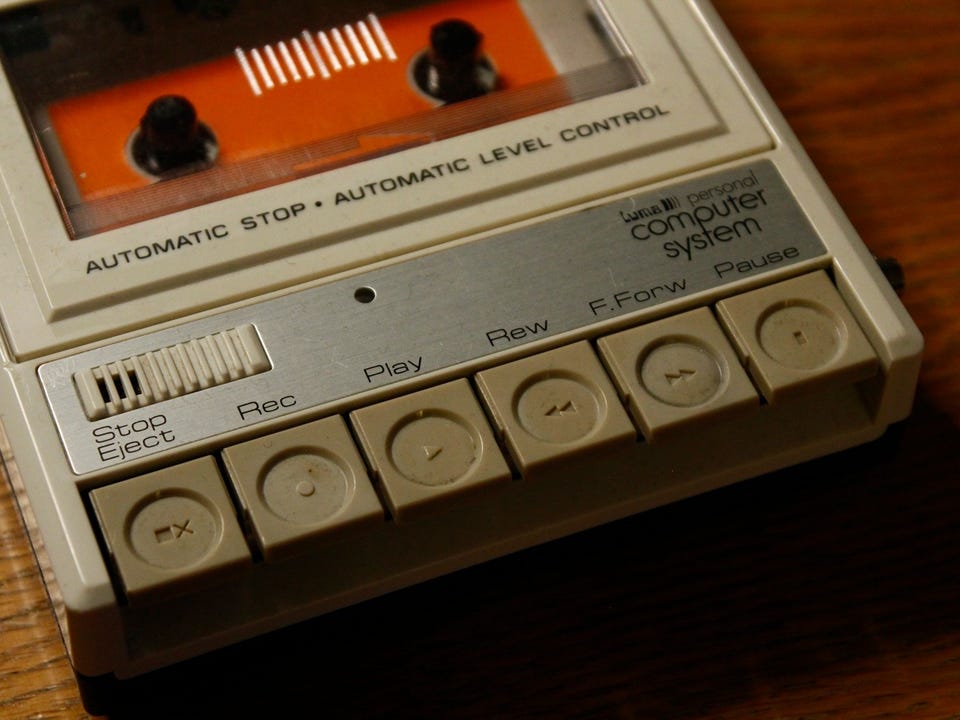 AUTOMATIC STOP • AUTOMATIC LEVEL CONTROL
personal
computer
system
Stop
Eject
Rec
Play
Rew
F.Forw
Pause